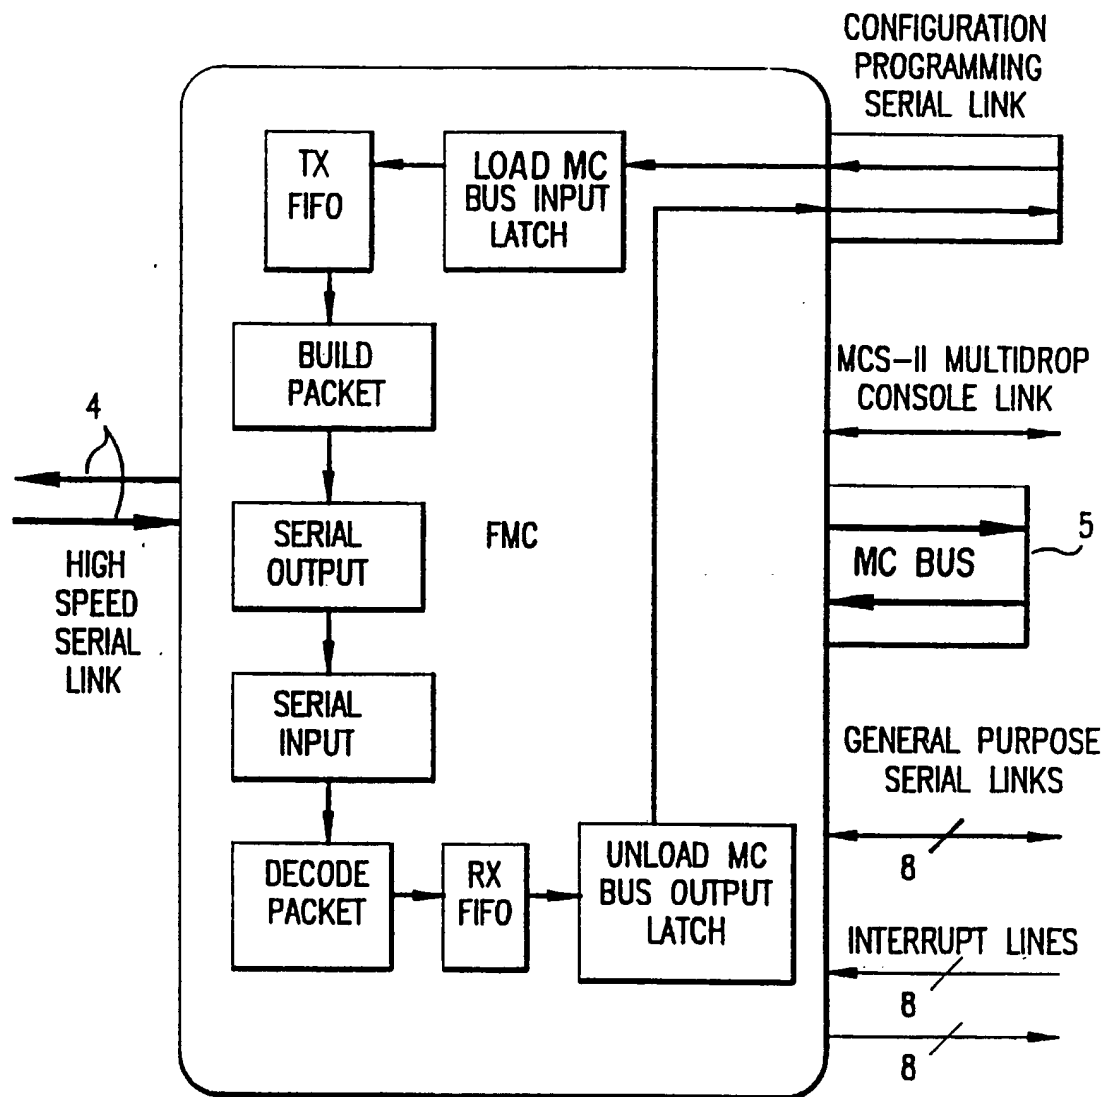 CONFIGURATION
PROGRAMMING
SERIAL LINK
TX
FIFO
LOAD MC
BUS INPUT
LATCH
BUILD
PACKET
MCS-II MULTIDROP
CONSOLE LINK
4
SERIAL
OUTPUT
FMC
5
MC BUS
HIGH
SPEED
SERIAL
LINK
SERIAL
INPUT
GENERAL PURPOSE
SERIAL LINKS
8
DECODE
PACKET
RX
FIFO
UNLOAD MC
BUS OUTPUT
LATCH
INTERRUPT LINES
8
8